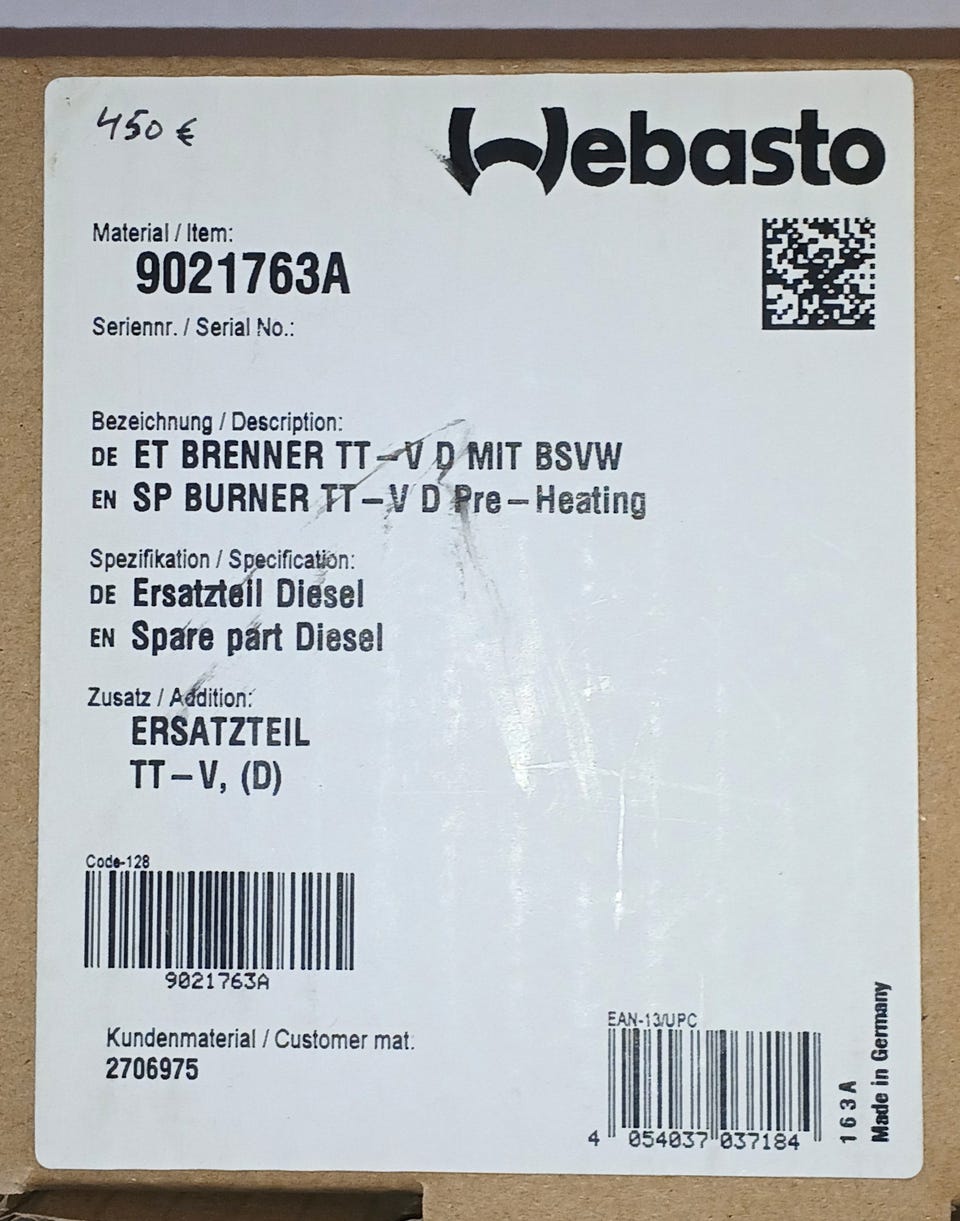 450 €
Webasto
Material / Item:
9021763A
Seriennr. / Serial No.:
Bezeichnung / Description:
DE ET BRENNER TT-V D MIT BSVW
EN SP BURNER TT-V D Pre-Heating
Spezifikation / Specification:
DE Ersatzteil Diesel
EN Spare part Diesel
Zusatz / Addition:
ERSATZTEIL
TT-V, (D)
Code-128
9021763A
Kundenmaterial / Customer mat.
2706975
EAN-13/UPC
4 054037 037184
163A
Made in Germany